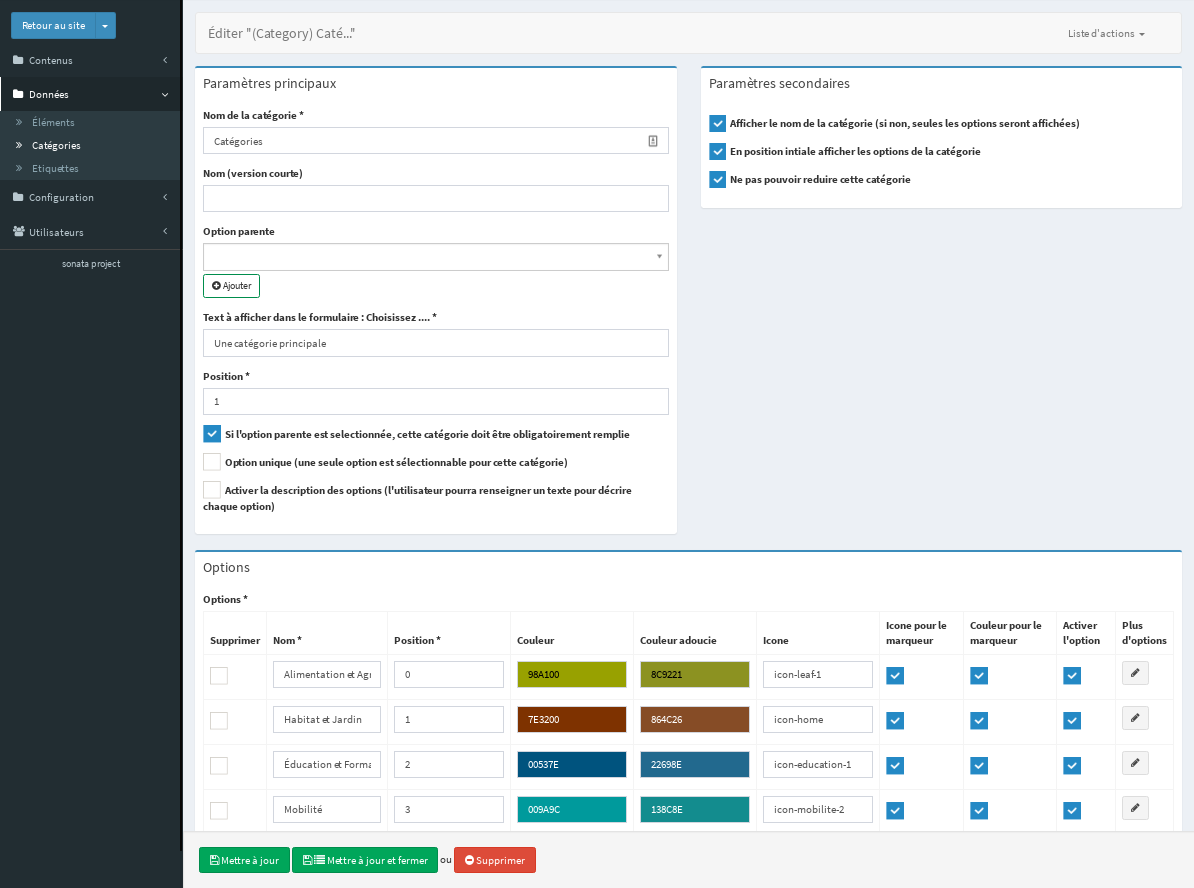 Retour au site
Contenus
Données
Éléments
Catégories
Etiquettes
Configuration
Utilisateurs
sonata project
Éditer "(Category) Caté..."
Liste d'actions
Paramètres principaux
Nom de la catégorie *
Catégories
Nom (version courte)
Option parente
Ajouter
Text à afficher dans le formulaire : Choisissez .... *
Une catégorie principale
Position *
1
Si l'option parente est selectionnée, cette catégorie doit être obligatoirement remplie
Option unique (une seule option est sélectionnable pour cette catégorie)
Activer la description des options (l'utilisateur pourra renseigner un texte pour décrire
chaque option)
Paramètres secondaires
Afficher le nom de la catégorie (si non, seules les options seront affichées)
En position intiale afficher les options de la catégorie
Ne pas pouvoir reduire cette catégorie
Options
Options *
Supprimer Nom * Position * Couleur Couleur adoucie Icone Icone pour le marqueur Couleur pour le marqueur Activer l'option Plus d'options
Alimentation et Agr 0 98A100 8C9221 icon-leaf-1
Habitat et Jardin 1 7E3200 864C26 icon-home
Éducation et Forma 2 00537E 22698E icon-education-1
Mobilité 3 009A9C 138C8E icon-mobilite-2
Mettre à jour Mettre à jour et fermer ou Supprimer